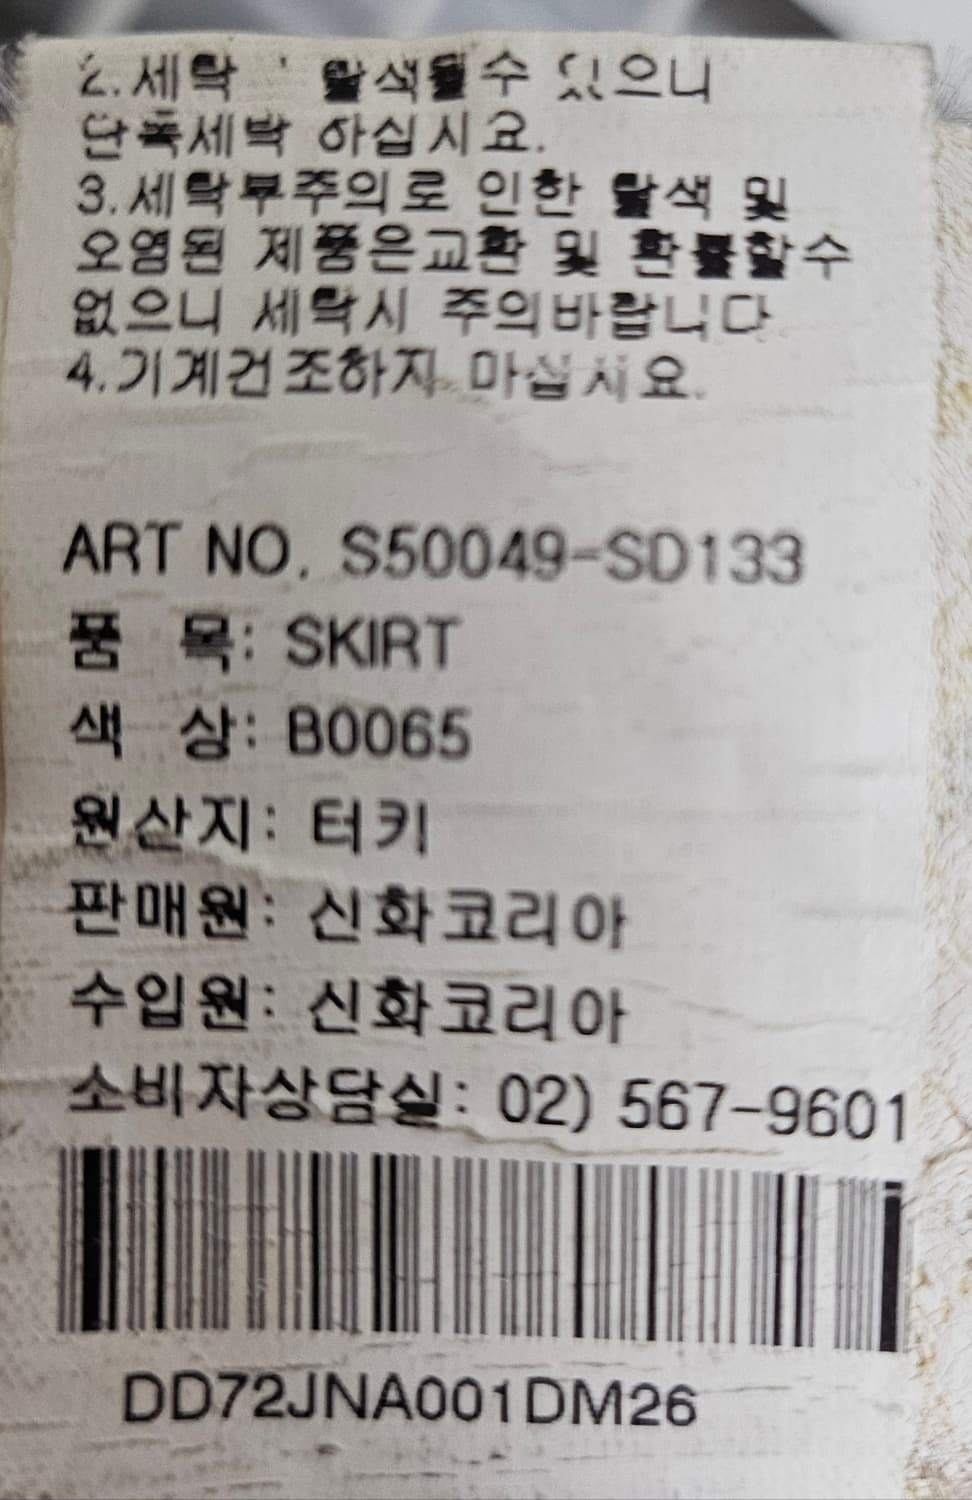 2.세탁 탈색될수 있으니
단독세탁 하십시요.
3.세탁부주의로 인한 탈색 및
오염된 제품은교환 및 환불할수
없으니 세탁시 주의바랍니다
4.기계건조하지 마십시요.
ART NO. S50049-SD133
품 목: SKIRT
색 상: B0065
원산지: 터키
판매원: 신화코리아
수입원: 신화코리아
소비자상담실: 02) 567-9601
DD72JNA001DM26